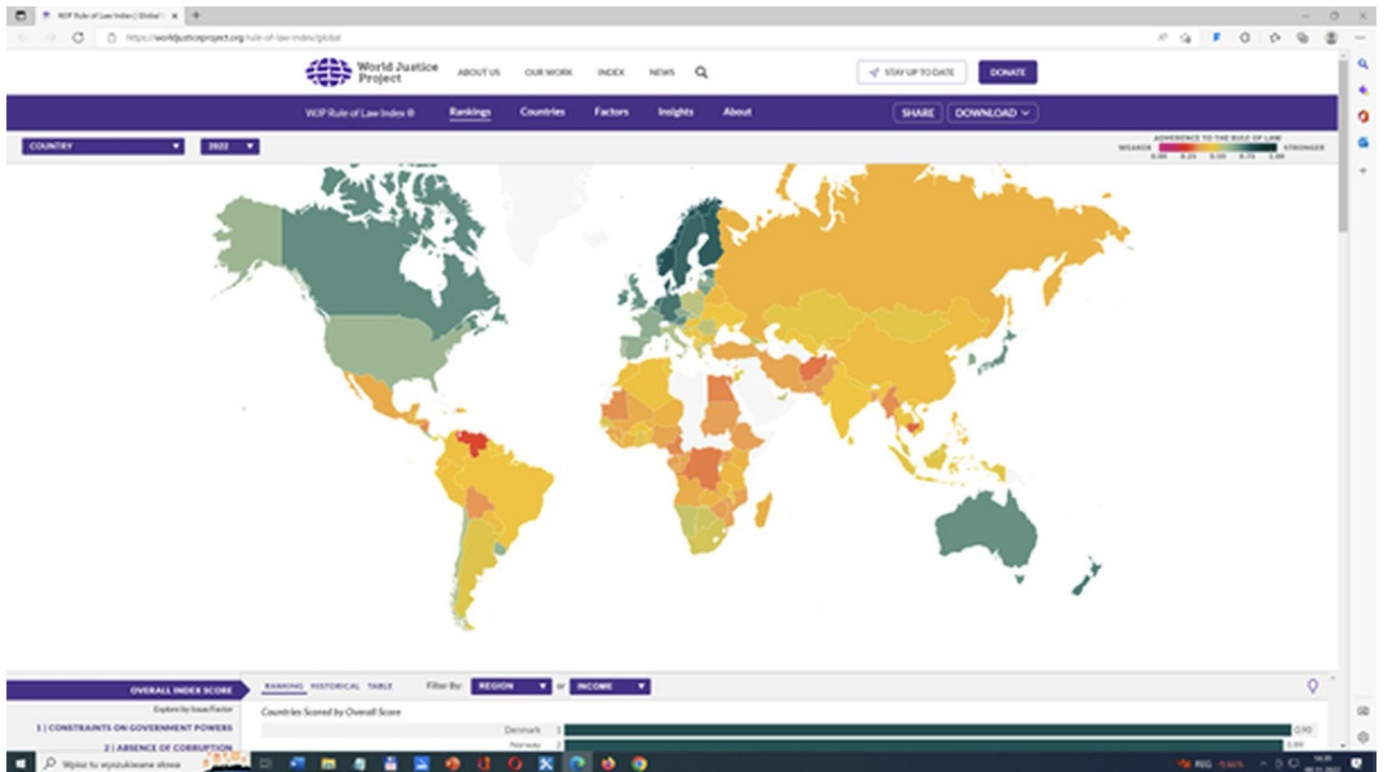 WJP Rule of Law Index | Global
https://worldjusticeproject.org/rule-of-law-index/global
World Justice
Project
ABOUT US OUR WORK INDEX NEWS
STAY UP TO DATE
DONATE
WJP Rule of Law Index ®
Rankings Countries Factors Insights About
SHARE DOWNLOAD
COUNTRY 2022
ADHERENCE TO THE RULE OF LAW
WEAKER 0.00 0.25 0.50 0.75 1.00 STRONGER
OVERALL INDEX SCORE
Explore by Issue/Factor
1 | CONSTRAINTS ON GOVERNMENT POWERS
2 | ABSENCE OF CORRUPTION
RANKING HISTORICAL TABLE Filter By: REGION or INCOME
Countries Scored by Overall Score
Denmark 1 0.90
Norway 2 0.89
Wpisz tu wyszukiwane słowa
REG